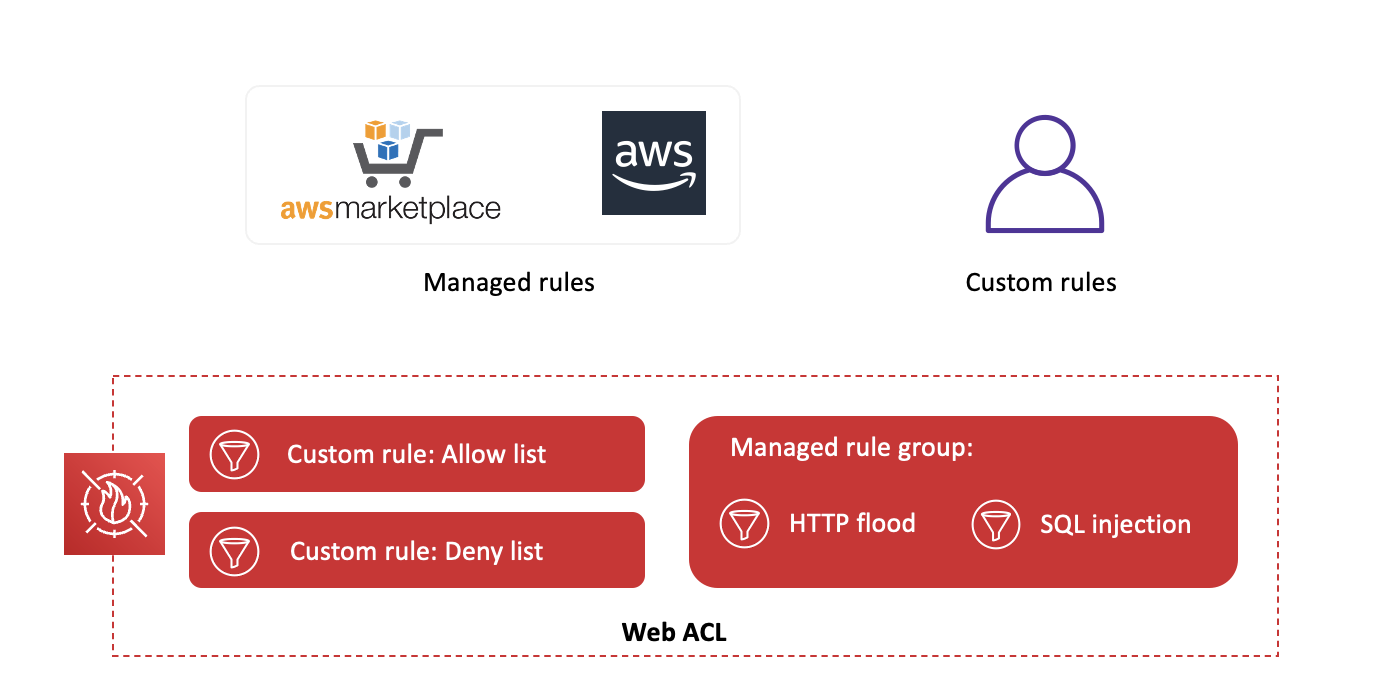 awsmarketplace
aws
Managed rules
Custom rules
Custom rule: Allow list
Custom rule: Deny list
Managed rule group:
HTTP flood
SQL injection
Web ACL